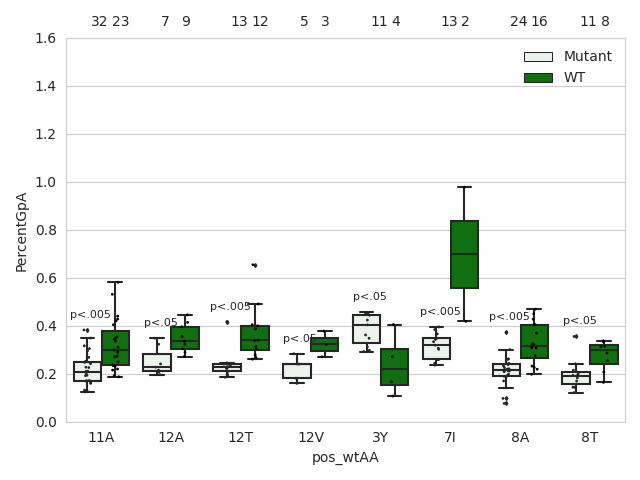 32 23 7 9 13 12 5 3 11 4 13 2 24 16 11 8
1.6
Mutant
WT
1.4
1.2
1.0
0.8
0.6
p<.05
p<.005
p<.005
p<.005
p<.005
p<.05
p<.05
0.4
p<.05
0.2
0.0
PercentGpA
11A 12A 12T 12V 3Y 7I 8A 8T
pos_wtAA